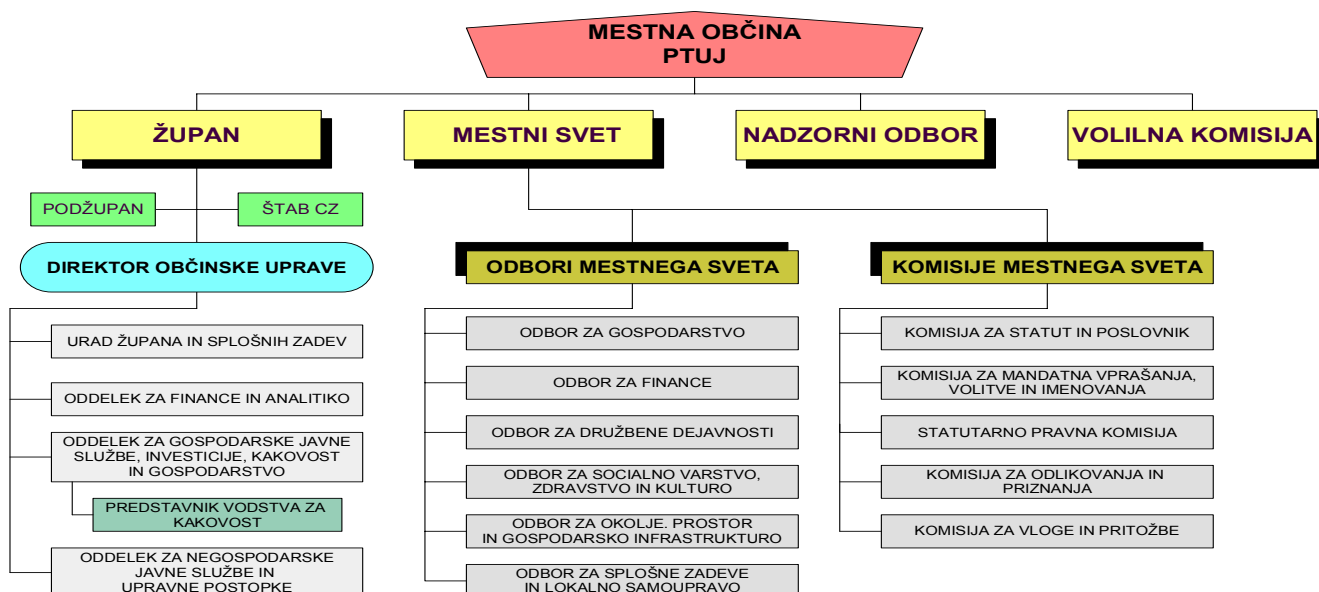 MESTNA OBČINA
PTUJ
ŽUPAN
MESTNI SVET
NADZORNI ODBOR
VOLILNA KOMISIJA
PODŽUPAN
ŠTAB CZ
DIREKTOR OBČINSKE UPRAVE
URAD ŽUPANA IN SPLOŠNIH ZADEV
ODDELEK ZA FINANCE IN ANALITIKO
ODDELEK ZA GOSPODARSKE JAVNE
SLUŽBE, INVESTICIJE, KAKOVOST
IN GOSPODARSTVO
PREDSTAVNIK VODSTVA ZA
KAKOVOST
ODDELEK ZA NEGOSPODARSKE
JAVNE SLUŽBE IN
UPRAVNE POSTOPKE
ODBORI MESTNEGA SVETA
ODBOR ZA GOSPODARSTVO
ODBOR ZA FINANCE
ODBOR ZA DRUŽBENE DEJAVNOSTI
ODBOR ZA SOCIALNO VARSTVO,
ZDRAVSTVO IN KULTURO
ODBOR ZA OKOLJE. PROSTOR
IN GOSPODARSKO INFRASTRUKTURO
ODBOR ZA SPLOŠNE ZADEVE
IN LOKALNO SAMOUPRAVO
KOMISIJE MESTNEGA SVETA
KOMISIJA ZA STATUT IN POSLOVNIK
KOMISIJA ZA MANDATNA VPRAŠANJA,
VOLITVE IN IMENOVANJA
STATUTARNO PRAVNA KOMISIJA
KOMISIJA ZA ODLIKOVANJA IN
PRIZNANJA
KOMISIJA ZA VLOGE IN PRITOŽBE